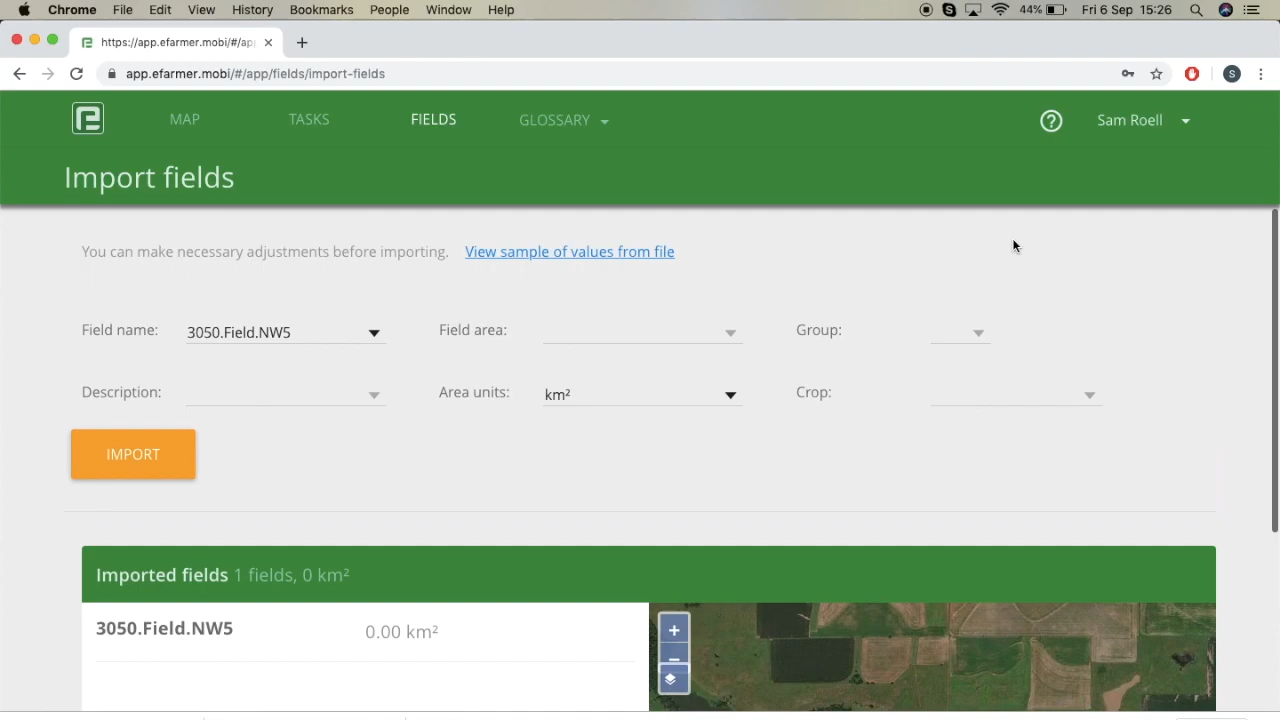 Chrome File Edit View History Bookmarks People Window Help 44% Fri 6 Sep 15:26
https://app.efarmer.mobi/#/ap
app.efarmer.mobi/#/app/fields/import-fields S
MAP TASKS FIELDS GLOSSARY Sam Roell
Import fields
You can make necessary adjustments before importing. View sample of values from file
Field name: 3050.Field.NW5 Field area: Group:
Description: Area units: km² Crop:
IMPORT
Imported fields 1 fields, 0 km²
3050.Field.NW5 0.00 km²